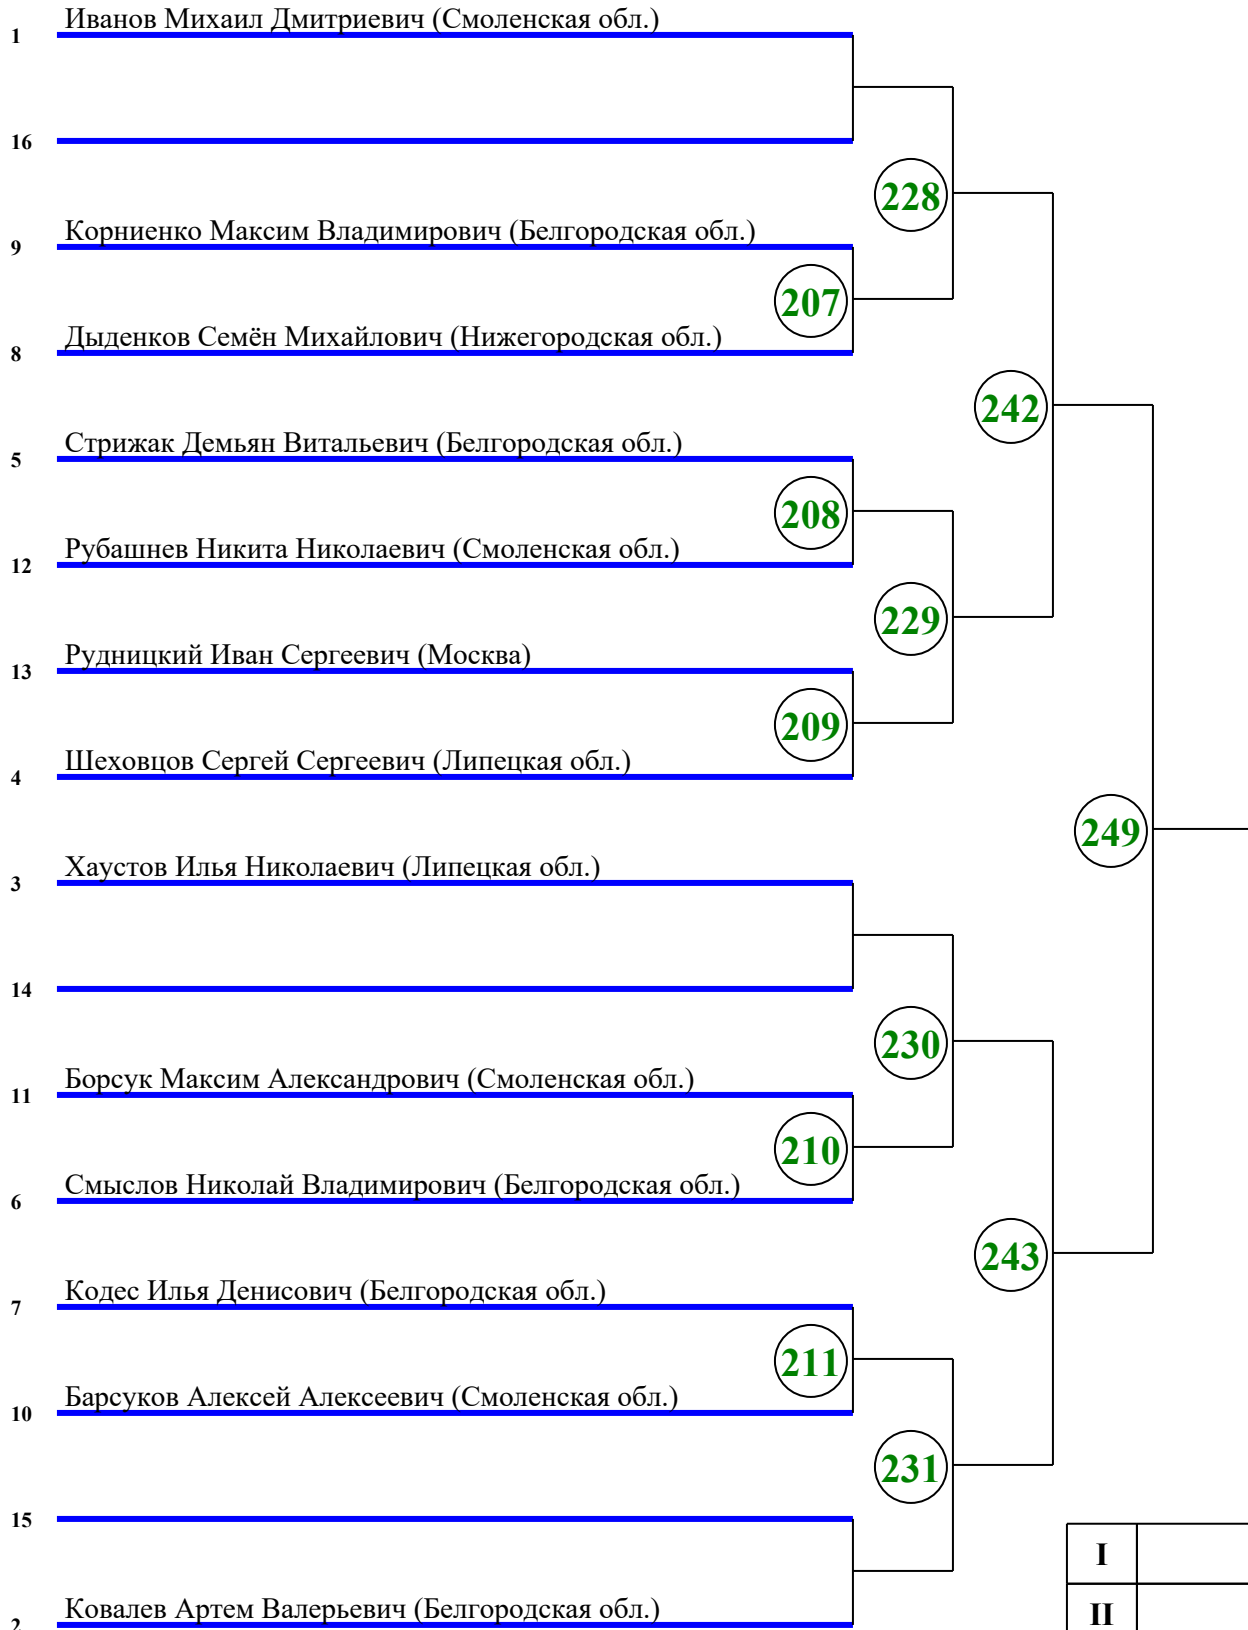 Иванов Михаил Дмитриевич (Смоленская обл.)
1
16
228
Корниенко Максим Владимирович (Белгородская обл.)
9
207
Дыденков Семён Михайлович (Нижегородская обл.)
8
242
Стрижак Демьян Витальевич (Белгородская обл.)
5
208
Рубашнев Никита Николаевич (Смоленская обл.)
12
229
Рудницкий Иван Сергеевич (Москва)
13
209
Шеховцов Сергей Сергеевич (Липецкая обл.)
4
249
Хаустов Илья Николаевич (Липецкая обл.)
3
14
230
Борсук Максим Александрович (Смоленская обл.)
11
210
Смыслов Николай Владимирович (Белгородская обл.)
6
243
Кодес Илья Денисович (Белгородская обл.)
7
211
Барсуков Алексей Алексеевич (Смоленская обл.)
10
231
15
I
Ковалев Артем Валерьевич (Белгородская обл.)
2
II